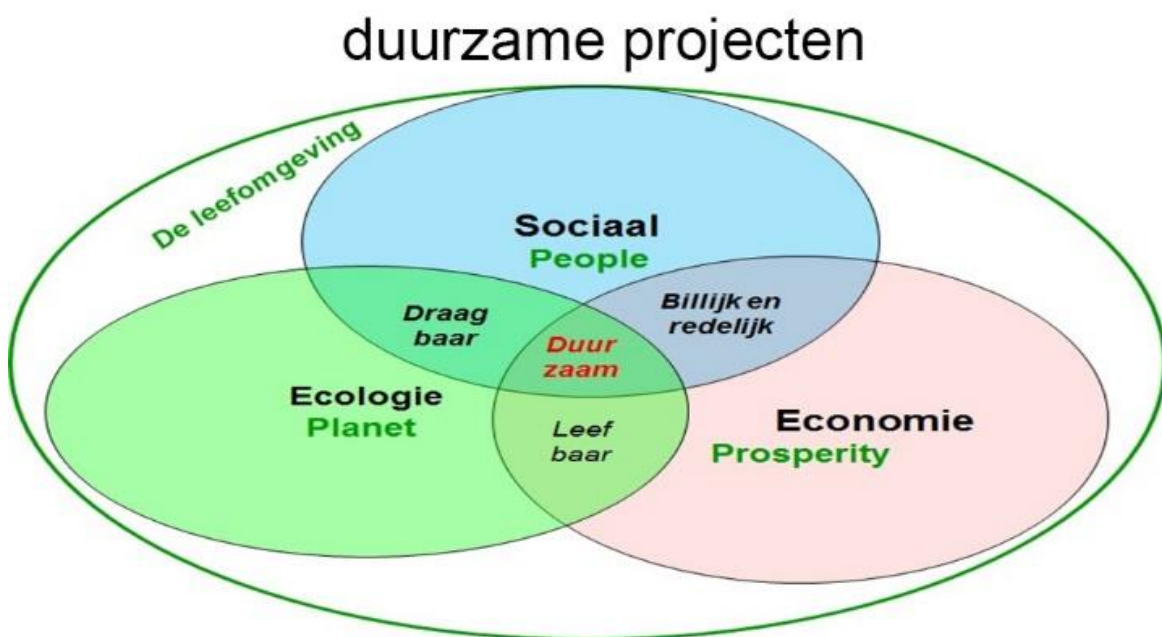 duurzame projecten
De leefomgeving
Sociaal
People
Draag
baar
Billijk en
redelijk
Duur
zaam
Ecologie
Planet
Leef
baar
Economie
Prosperity